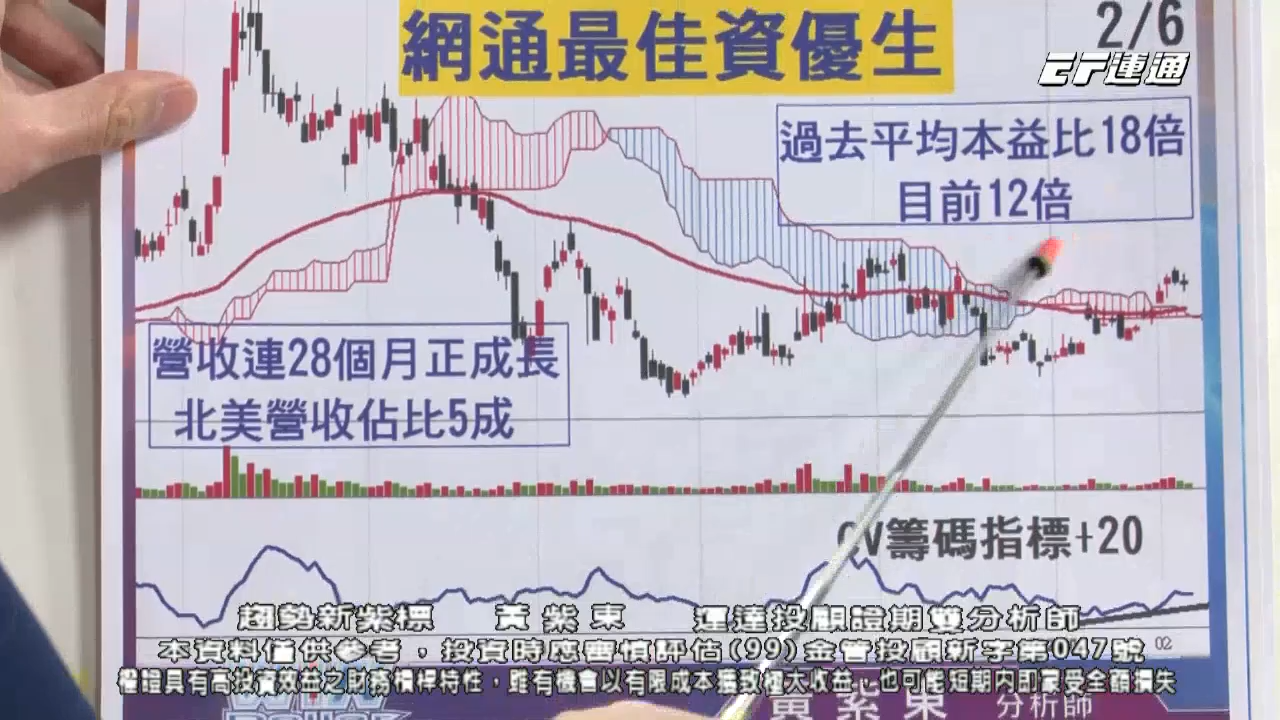 網通最佳資優生
2/6
運通
過去平均本益比18倍
目前12倍
營收連28個月正成長
北美營收佔比5成
CV籌碼指標+20
趨勢新紫標 黃紫東 運達投顧證期雙分析師
02
本資料僅供參考，投資時應審慎評估(99)金管投顧新字第047號
權證具有高投資效益之財務槓桿特性，雖有機會以有限成本獲致極大收益，也可能短期內即蒙受全額損失
黃紫東 分析師